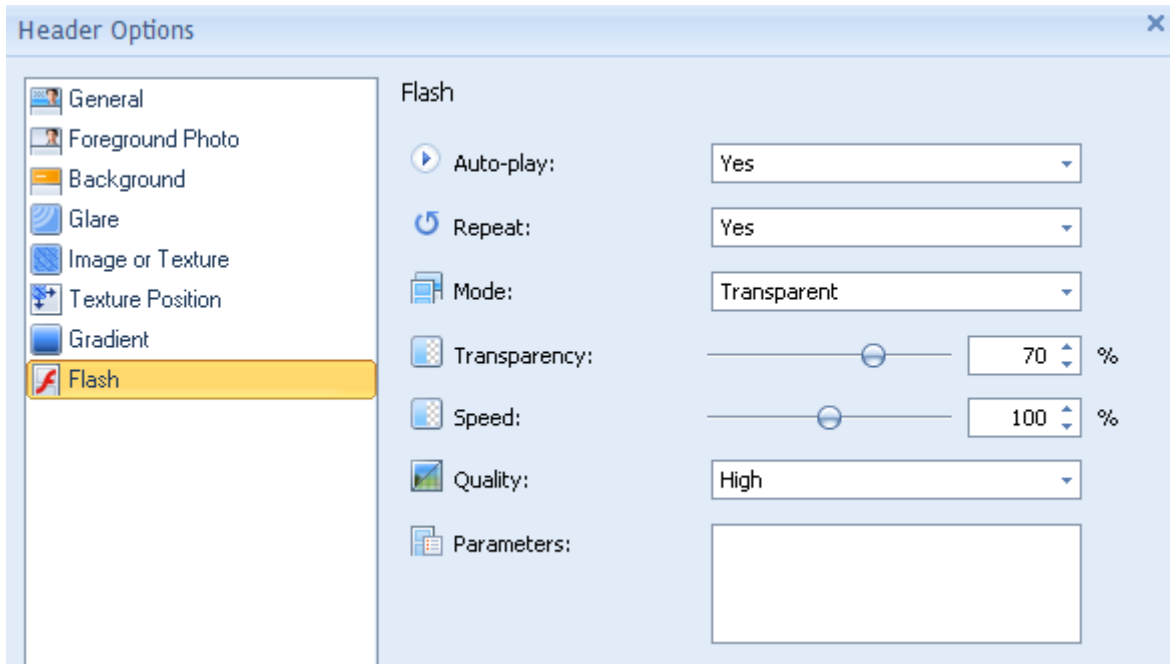 Header Options
General
Foreground Photo
Background
Glare
Image or Texture
Texture Position
Gradient
Flash
Flash
Auto-play: Yes
Repeat: Yes
Mode: Transparent
Transparency: 70 %
Speed: 100 %
Quality: High
Parameters: